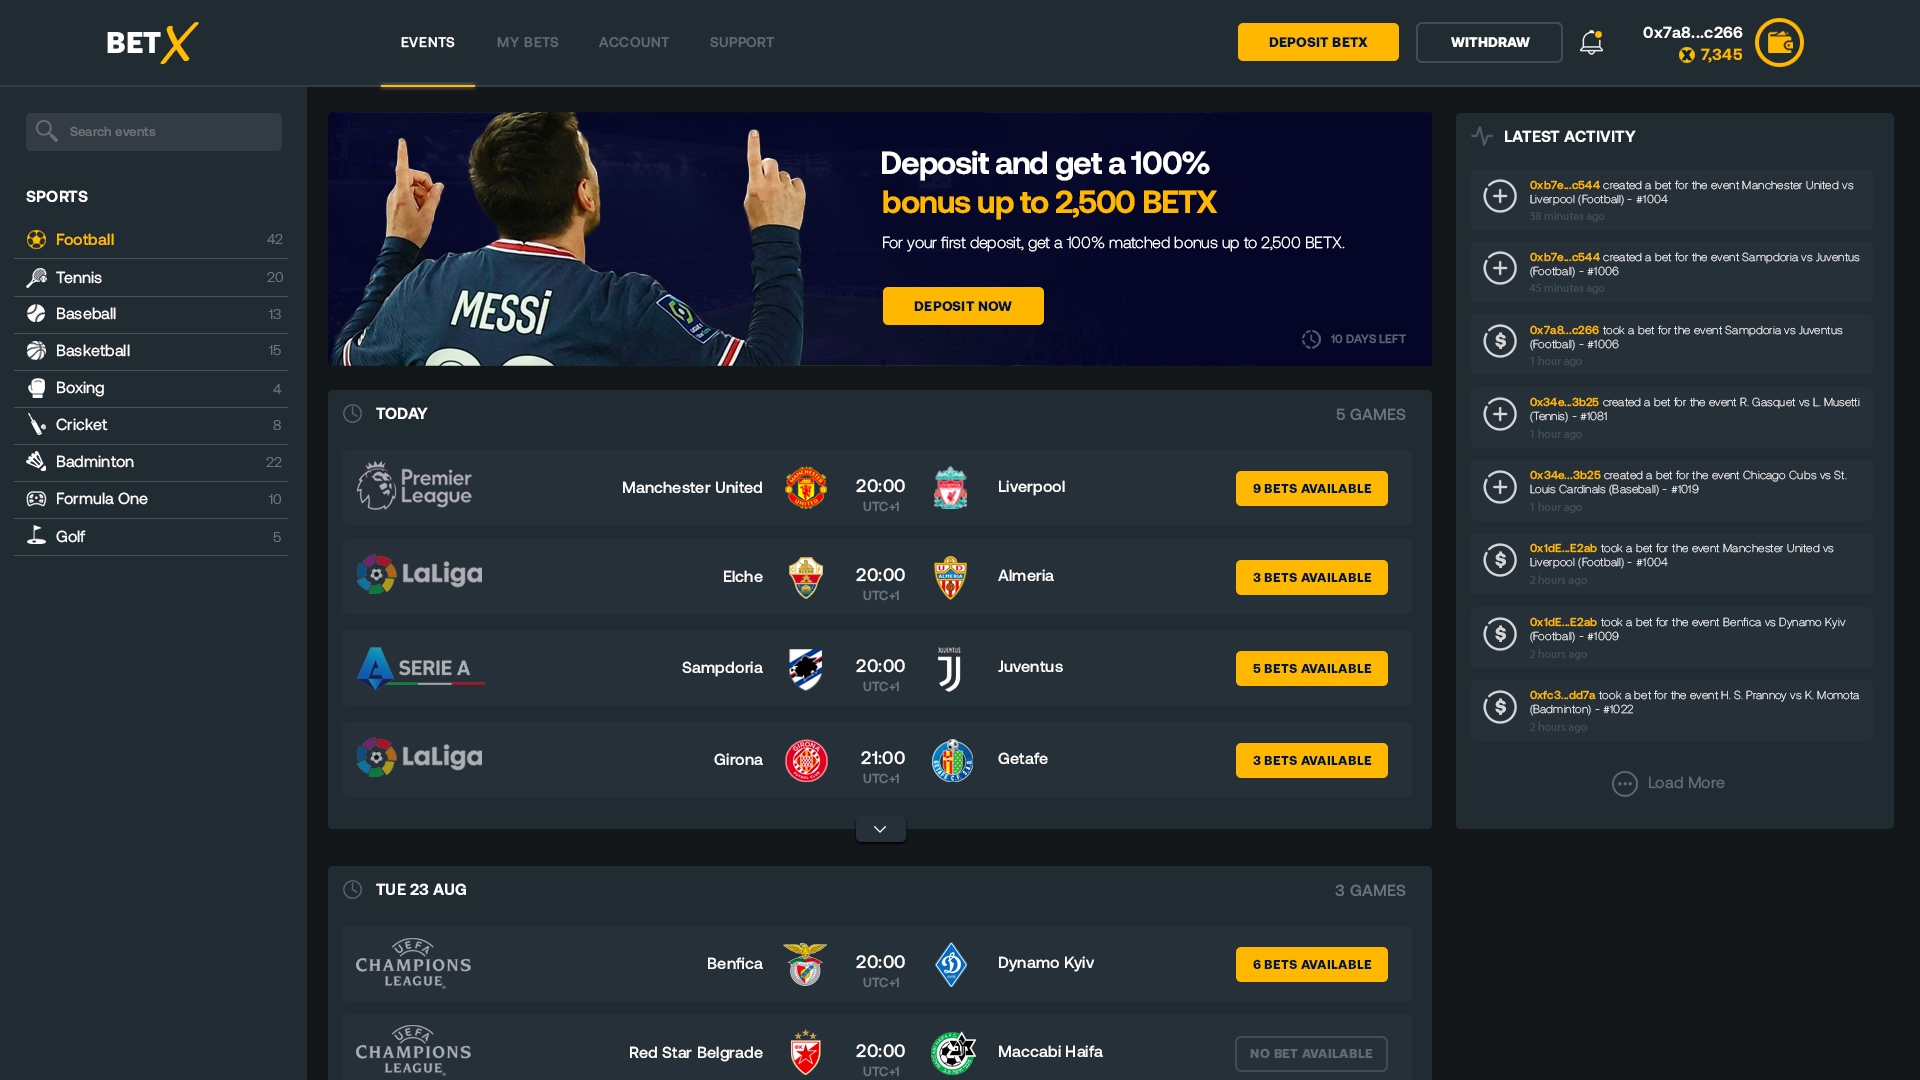 BETX
EVENTS
MY BETS
ACCOUNT
SUPPORT
DEPOSIT BETX
WITHDRAW
0x7a8...c266
7,345
Search events
SPORTS
Football 42
Tennis 20
Baseball 13
Basketball 15
Boxing 4
Cricket 8
Badminton 22
Formula One 10
Golf 5
MESSi
Deposit and get a 100%
bonus up to 2,500 BETX
For your first deposit, get a 100% matched bonus up to 2,500 BETX.
DEPOSIT NOW
10 DAYS LEFT
TODAY
5 GAMES
Premier
League
Manchester United
MANCHESTER
UNITED
20:00
UTC+1
Liverpool
9 BETS AVAILABLE
LaLiga
Elche
20:00
UTC+1
ALMERIA
Almeria
3 BETS AVAILABLE
SERIE A
Sampdoria
20:00
UTC+1
JUVENTUS
Juventus
5 BETS AVAILABLE
LaLiga
Girona
GIRONA
21:00
UTC+1
GETAFE C.F. S.A.D.
Getafe
3 BETS AVAILABLE
TUE 23 AUG
3 GAMES
UEFA
CHAMPIONS
LEAGUE
Benfica
20:00
UTC+1
Dynamo Kyiv
6 BETS AVAILABLE
UEFA
CHAMPIONS
LEAGUE
Red Star Belgrade
20:00
UTC+1
Maccabi Haifa
NO BET AVAILABLE
LATEST ACTIVITY
0xb7e...c544 created a bet for the event Manchester United vs
Liverpool (Football) - #1004
38 minutes ago
0xb7e...c544 created a bet for the event Sampdoria vs Juventus
(Football) - #1006
45 minutes ago
0x7a8...c266 took a bet for the event Sampdoria vs Juventus
(Football) - #1006
1 hour ago
0x34e...3b25 created a bet for the event R. Gasquet vs L. Musetti
(Tennis) - #1081
1 hour ago
0x34e...3b25 created a bet for the event Chicago Cubs vs St.
Louis Cardinals (Baseball) - #1019
1 hour ago
0x1dE...E2ab took a bet for the event Manchester United vs
Liverpool (Football) - #1004
2 hours ago
0x1dE...E2ab took a bet for the event Benfica vs Dynamo Kyiv
(Football) - #1009
2 hours ago
0xfc3...dd7a took a bet for the event H. S. Prannoy vs K. Momota
(Badminton) - #1022
2 hours ago
Load More